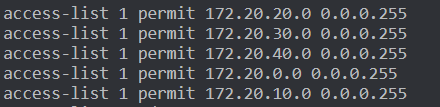 access-list 1 permit 172.20.20.0 0.0.0.255
access-list 1 permit 172.20.30.0 0.0.0.255
access-list 1 permit 172.20.40.0 0.0.0.255
access-list 1 permit 172.20.0.0 0.0.0.255
access-list 1 permit 172.20.10.0 0.0.0.255